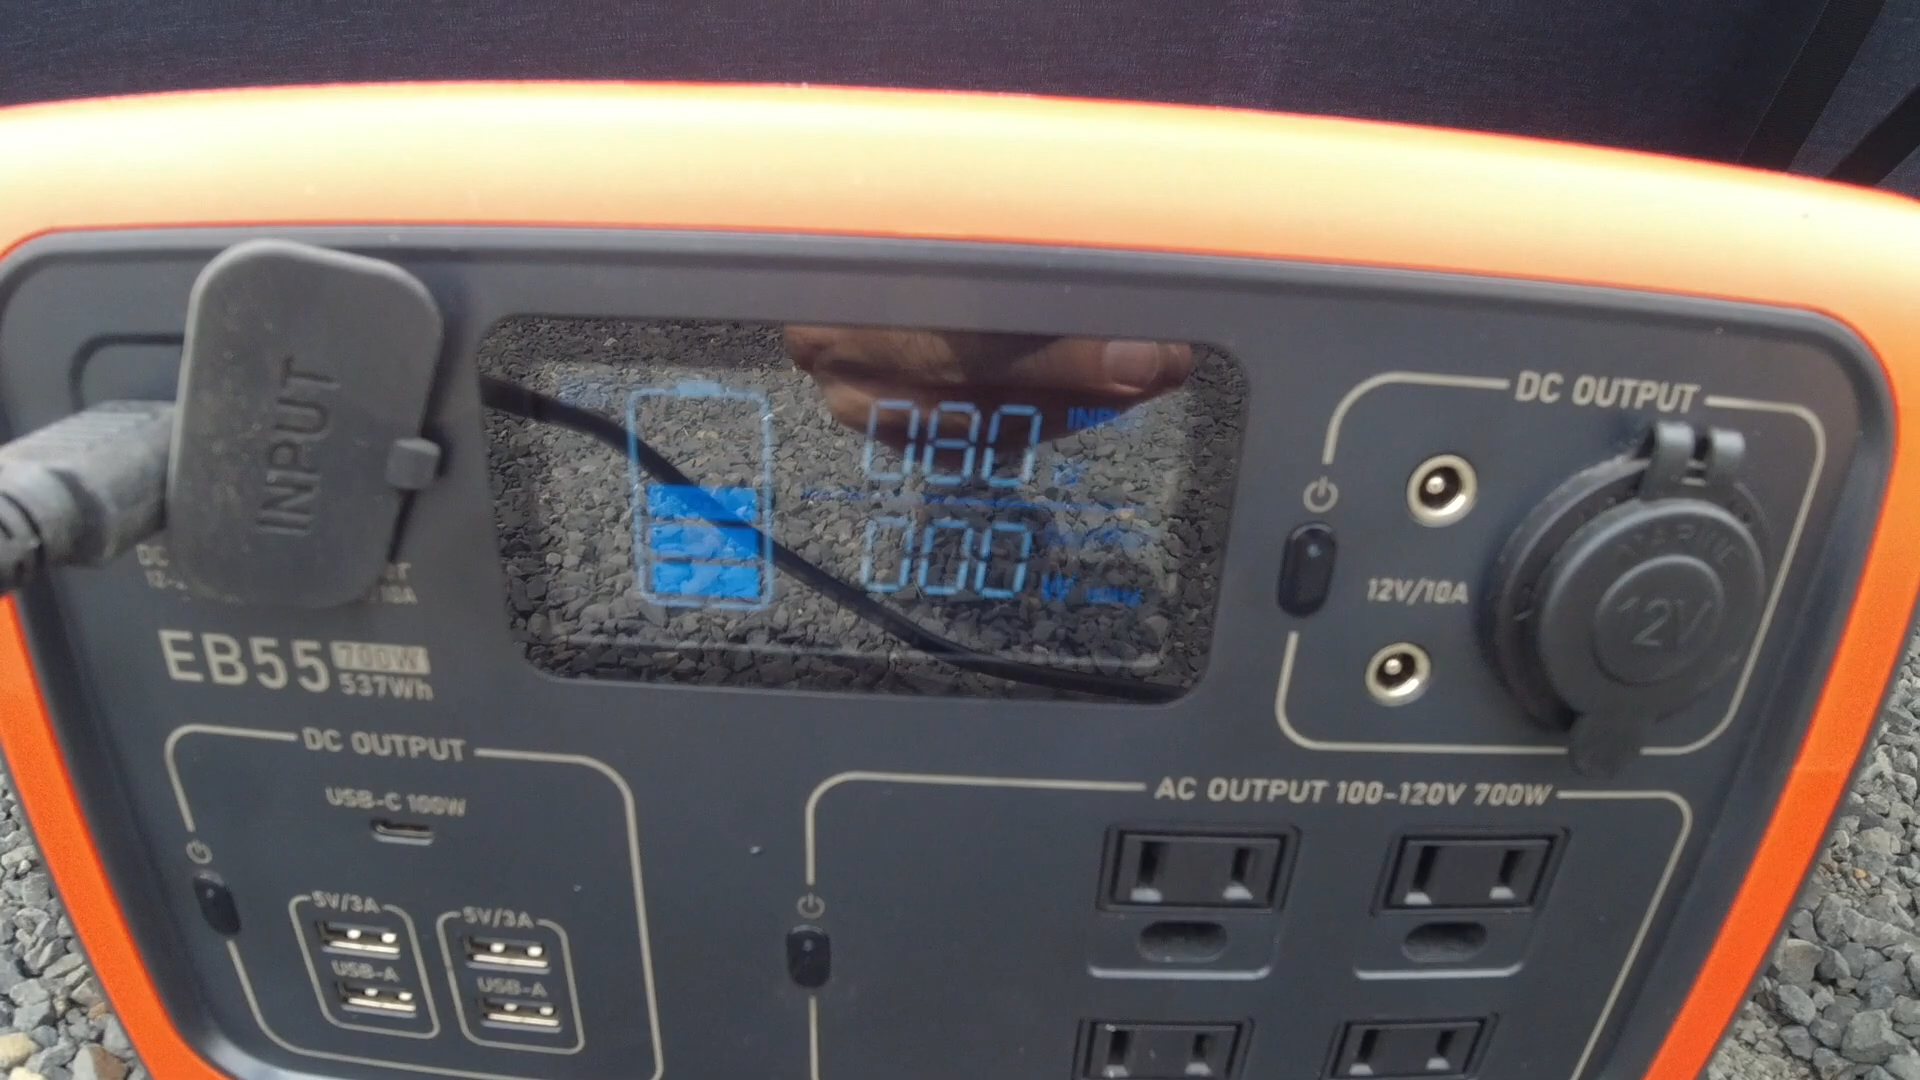 INPUT
080
000
W
EB55 700W
537Wh
DC OUTPUT
12V/10A
MARINE
12V
DC OUTPUT
USB-C 100W
5V/3A
USB-A
5V/3A
USB-A
AC OUTPUT 100-120V 700W